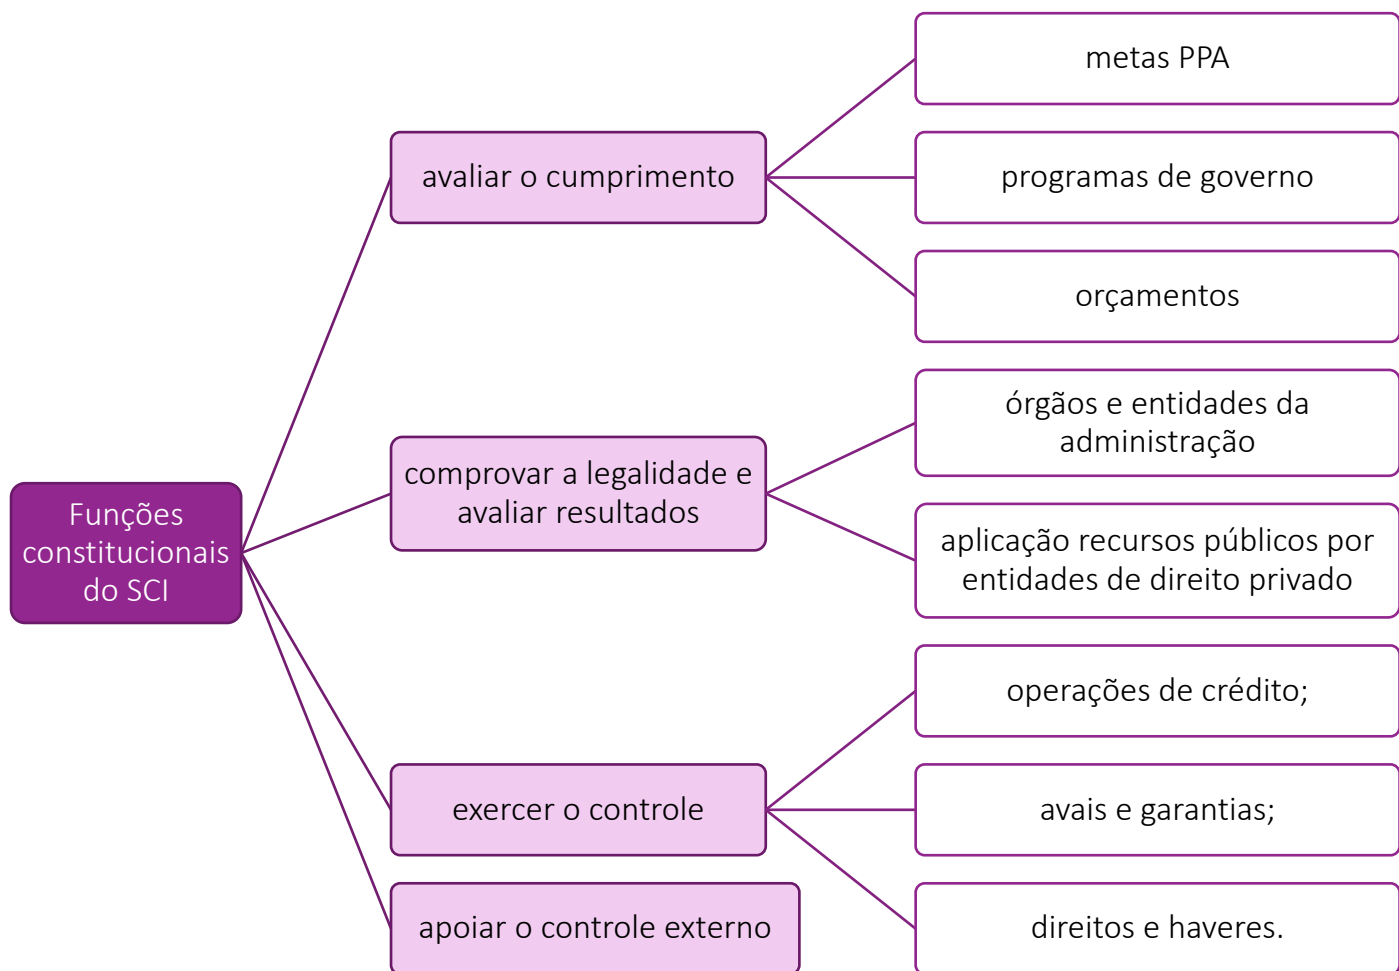 Funções
constitucionais
do SCI
avaliar o cumprimento
metas PPA
programas de governo
orçamentos
comprovar a legalidade e
avaliar resultados
órgãos e entidades da
administração
aplicação recursos públicos por
entidades de direito privado
exercer o controle
operações de crédito;
avais e garantias;
direitos e haveres.
apoiar o controle externo